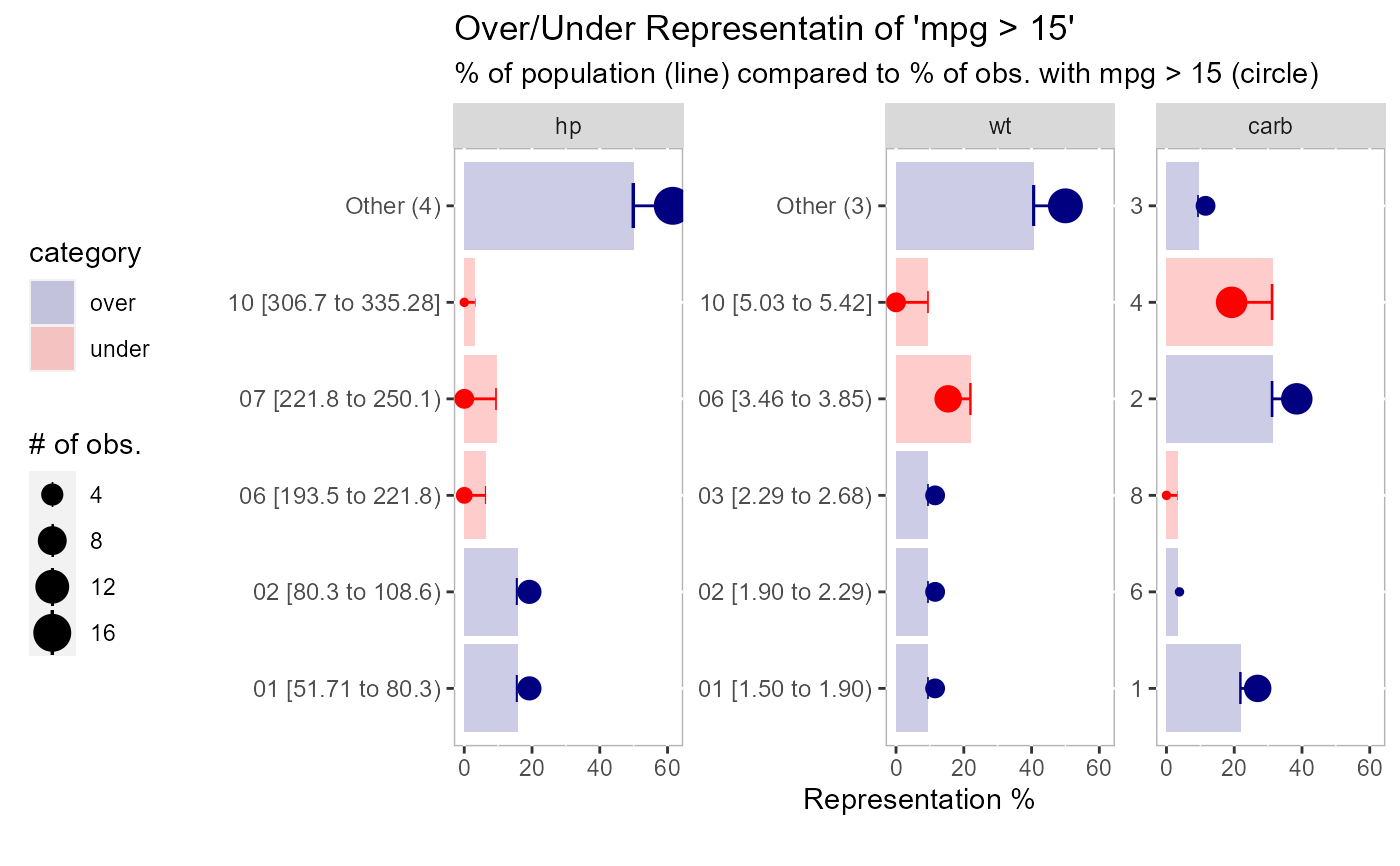 Over/Under Representatin of 'mpg > 15'
% of population (line) compared to % of obs. with mpg > 15 (circle)
category
over
under
# of obs.
4
8
12
16
hp
Other (4)
10 [306.7 to 335.28]
07 [221.8 to 250.1)
06 [193.5 to 221.8)
02 [80.3 to 108.6)
01 [51.71 to 80.3)
0 20 40 60
wt
Other (3)
10 [5.03 to 5.42]
06 [3.46 to 3.85)
03 [2.29 to 2.68)
02 [1.90 to 2.29)
01 [1.50 to 1.90)
0 20 40 60
carb
3
4
2
8
6
1
0 20 40 60
Representation %